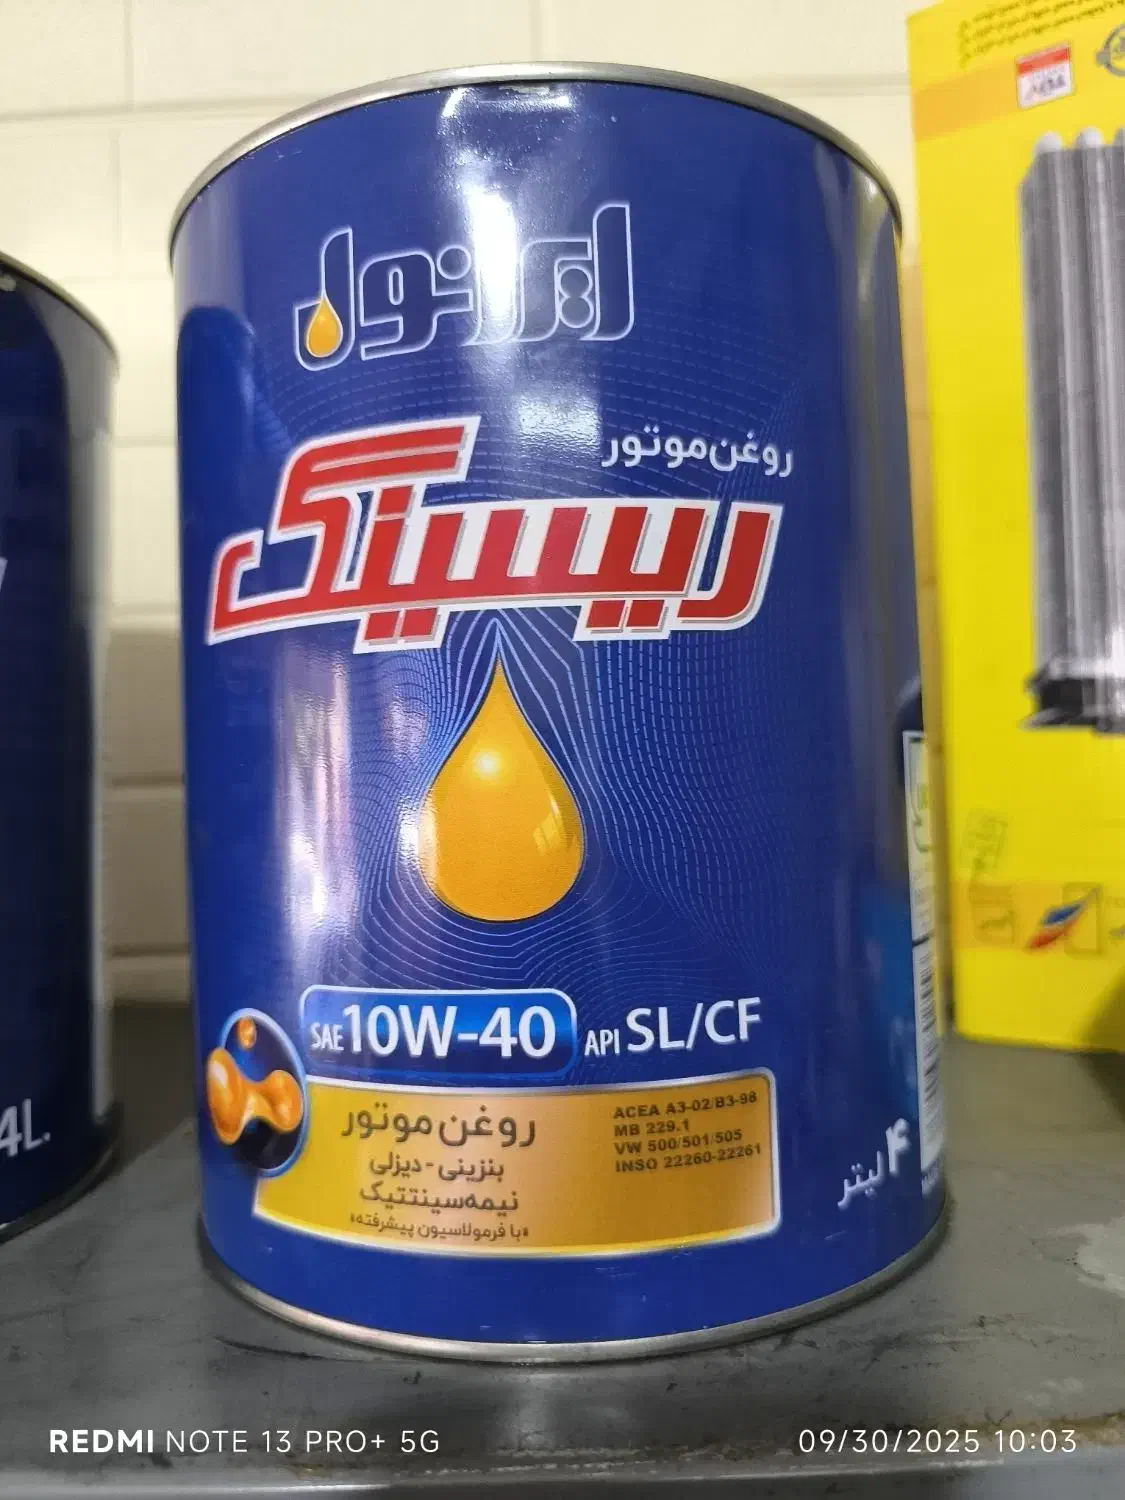 ایرانول
روغن‌موتور
ریسینگ
SAE 10W-40 API SL/CF
روغن موتور
بنزینی - دیزلی
نیمه‌سینتتیک
«با فرمولاسیون پیشرفته»
ACEA A3-02/B3-98
MB 229.1
VW 500/501/505
INSO 22260-22261
۴ لیتر
4L.
REDMI NOTE 13 PRO+ 5G
09/30/2025 10:03